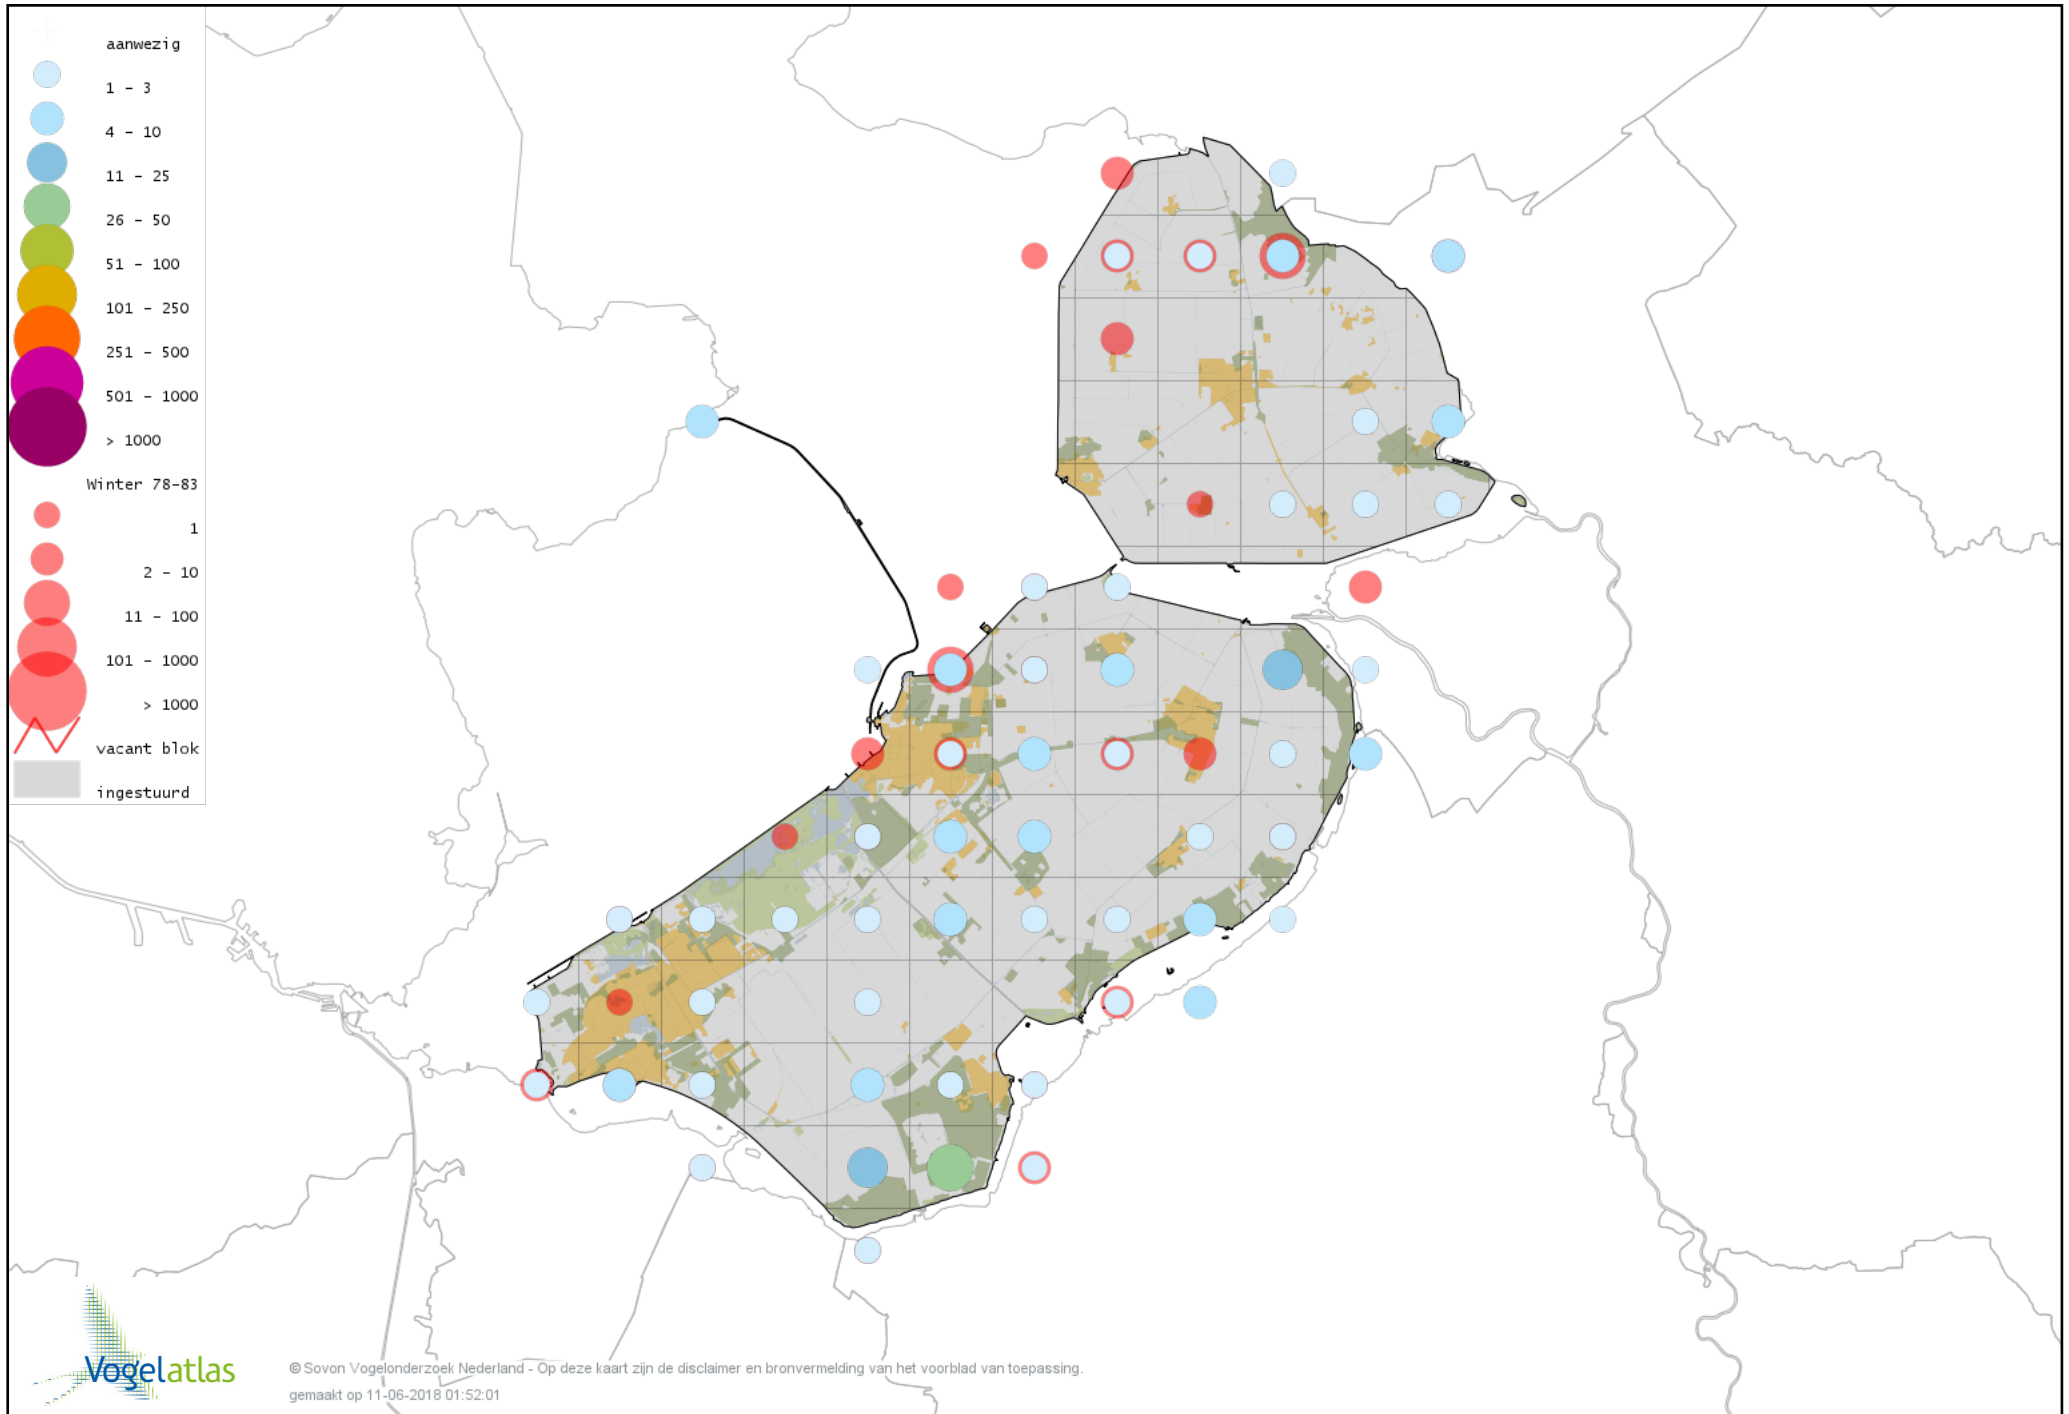 aanwezig
1 - 3
4 - 10
11 - 25
26 - 50
51 - 100
101 - 250
251 - 500
501 - 1000
> 1000
Winter 78-83
1
2 - 10
11 - 100
101 - 1000
> 1000
vacant blok
ingestuurd
Vogelatlas
© Sovon Vogelonderzoek Nederland - Op deze kaart zijn de disclaimer en bronvermelding van het voorblad van toepassing.
gemaakt op 11-06-2018 01:52:01